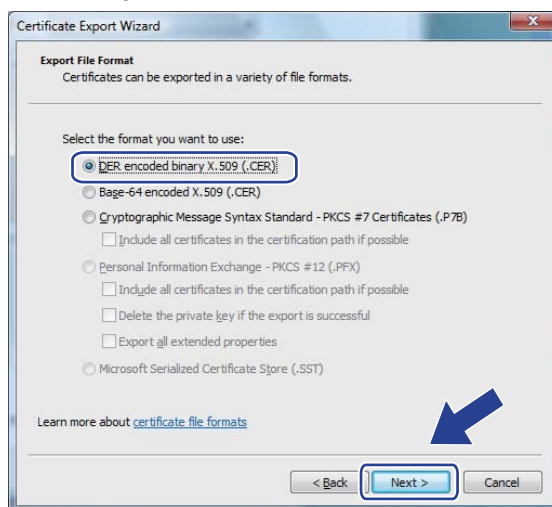 Certificate Export Wizard
Export File Format
Certificates can be exported in a variety of file formats.
Select the format you want to use:
DER encoded binary X.509 (.CER)
Base-64 encoded X.509 (.CER)
Cryptographic Message Syntax Standard - PKCS #7 Certificates (.P7B)
Include all certificates in the certification path if possible
Personal Information Exchange - PKCS #12 (.PFX)
Include all certificates in the certification path if possible
Delete the private key if the export is successful
Export all extended properties
Microsoft Serialized Certificate Store (.SST)
Learn more about certificate file formats
< Back Next > Cancel